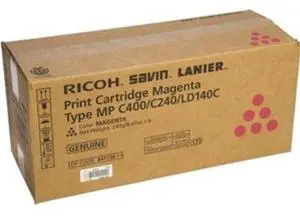 RICOH SAVIN LANIER
Print Cartridge Magenta
Type MP C400/C240/LD140C
Color MAGENTA
GENUINE